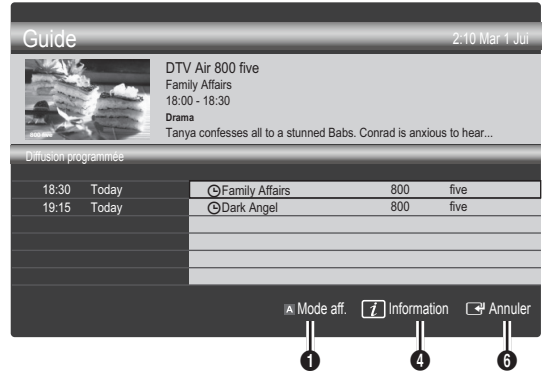 Guide 2:10 Mar 1 Jui
DTV Air 800 five
Family Affairs
18:00 - 18:30
Drama
Tanya confesses all to a stunned Babs. Conrad is anxious to hear...
800 five
Diffusion programmée
18:30 Today Family Affairs 800 five
19:15 Today Dark Angel 800 five
A Mode aff. i Information Annuler
1 4 6